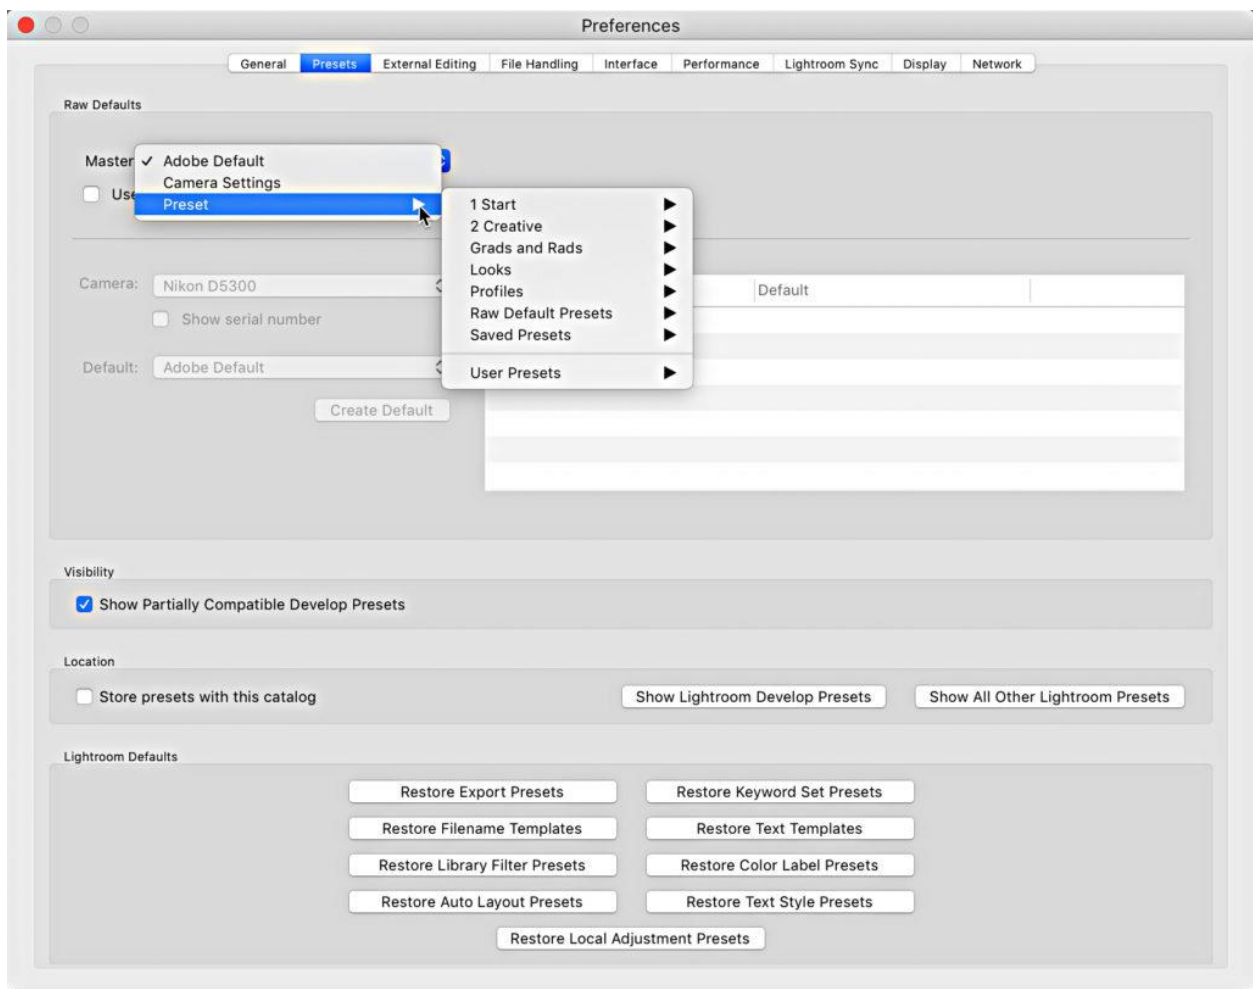 Preferences
General Presets External Editing File Handling Interface Performance Lightroom Sync Display Network
Raw Defaults
Master
✓ Adobe Default
Camera Settings
Use
Preset
1 Start
2 Creative
Grads and Rads
Looks
Profiles
Raw Default Presets
Saved Presets
User Presets
Camera: Nikon D5300
Default
Show serial number
Default: Adobe Default
Create Default
Visibility
Show Partially Compatible Develop Presets
Location
Store presets with this catalog Show Lightroom Develop Presets Show All Other Lightroom Presets
Lightroom Defaults
Restore Export Presets Restore Keyword Set Presets
Restore Filename Templates Restore Text Templates
Restore Library Filter Presets Restore Color Label Presets
Restore Auto Layout Presets Restore Text Style Presets
Restore Local Adjustment Presets